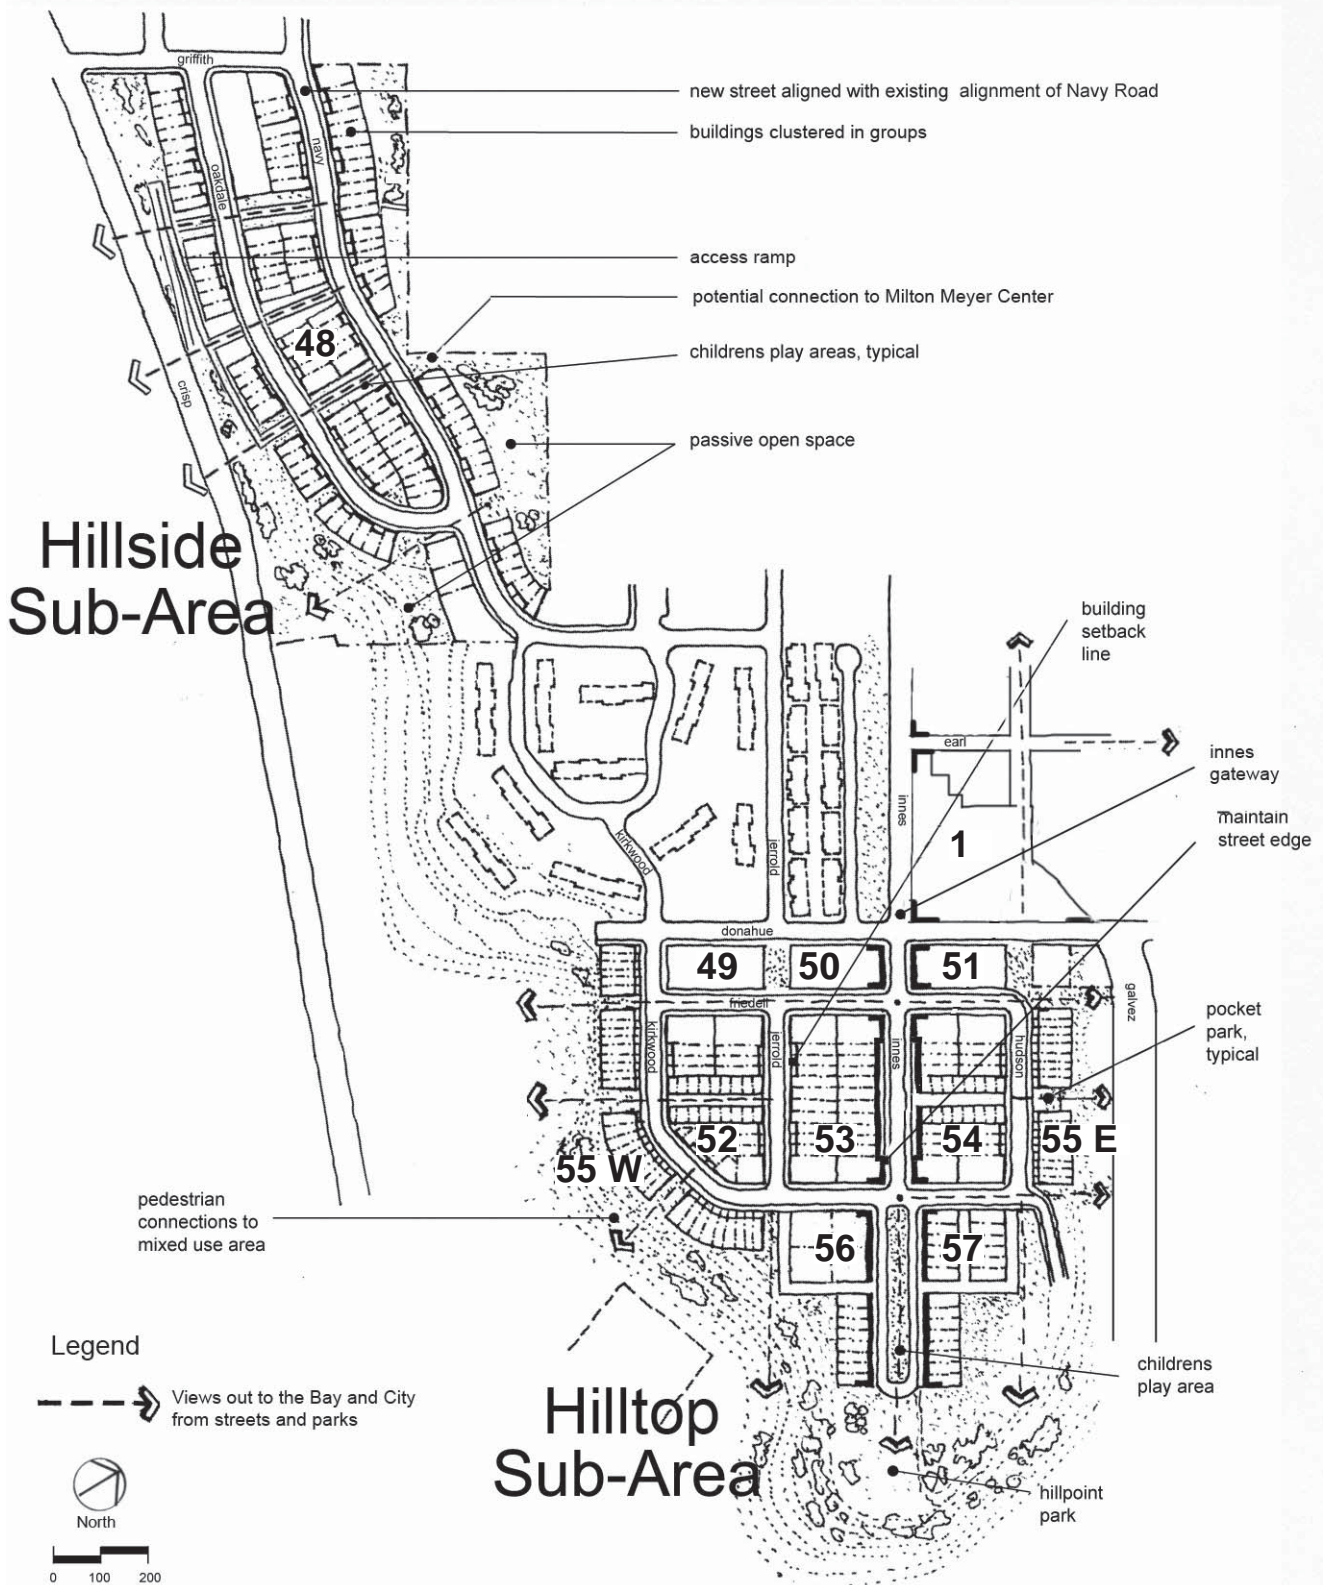 griffith
new street aligned with existing alignment of Navy Road
buildings clustered in groups
navy
oakdale
access ramp
potential connection to Milton Meyer Center
48
childrens play areas, typical
crisp
passive open space
Hillside
Sub-Area
building
setback
line
earl
innes
gateway
innes
maintain
street edge
1
kirkwood
jerrold
donahue
49
50
51
friedell
galvez
kirkwood
jerrold
innes
hudson
pocket
park,
typical
52
53
54
55 E
55 W
pedestrian
connections to
mixed use area
56
57
Legend
childrens
play area
Views out to the Bay and City
from streets and parks
Hilltop
Sub-Area
hillpoint
park
North
0 100 200